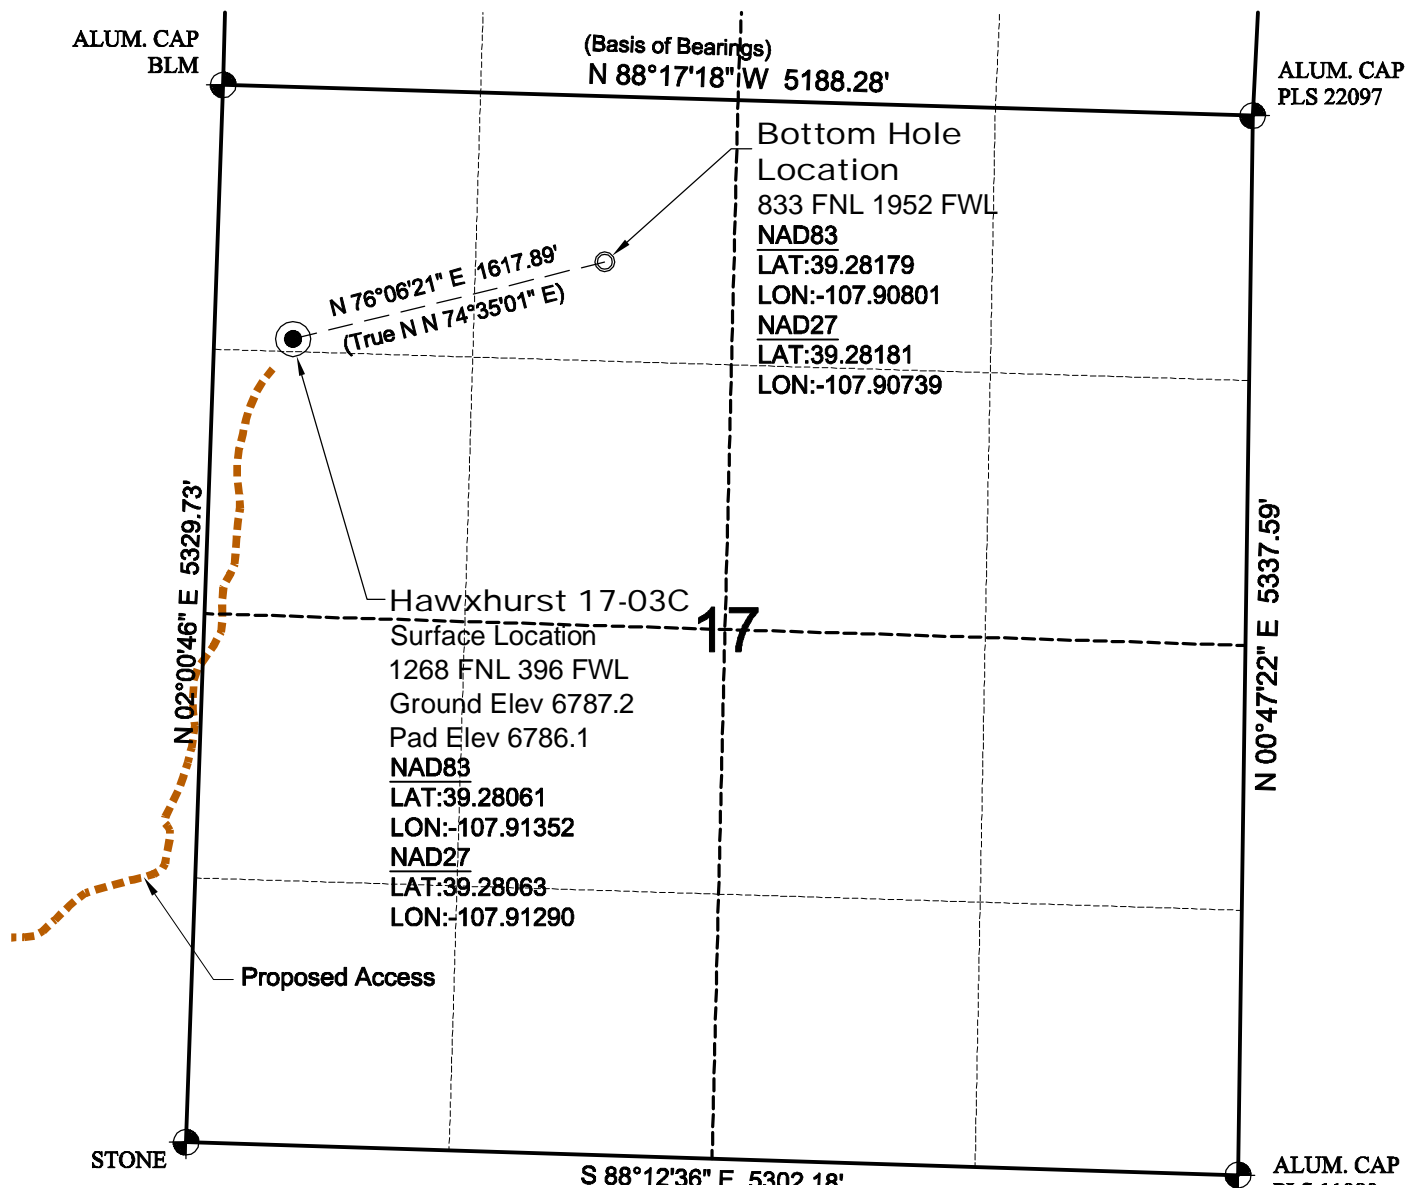 ALUM. CAP
BLM
(Basis of Bearings)
N 88°17'18" W 5188.28'
ALUM. CAP
PLS 22097
Bottom Hole
Location
833 FNL 1952 FWL
NAD83
LAT:39.28179
LON:-107.90801
NAD27
LAT:39.28181
LON:-107.90739
N 76°06'21" E 1617.89'
(True N N 74°35'01" E)
N 02°00'46" E 5329.73'
N 00°47'22" E 5337.59'
Hawxhurst 17-03C
Surface Location
1268 FNL 396 FWL
Ground Elev 6787.2
Pad Elev 6786.1
NAD83
LAT:39.28061
LON:-107.91352
NAD27
LAT:39.28063
LON:-107.91290
17
Proposed Access
STONE
S 88°12'36" E 5302.18'
ALUM. CAP
PLS